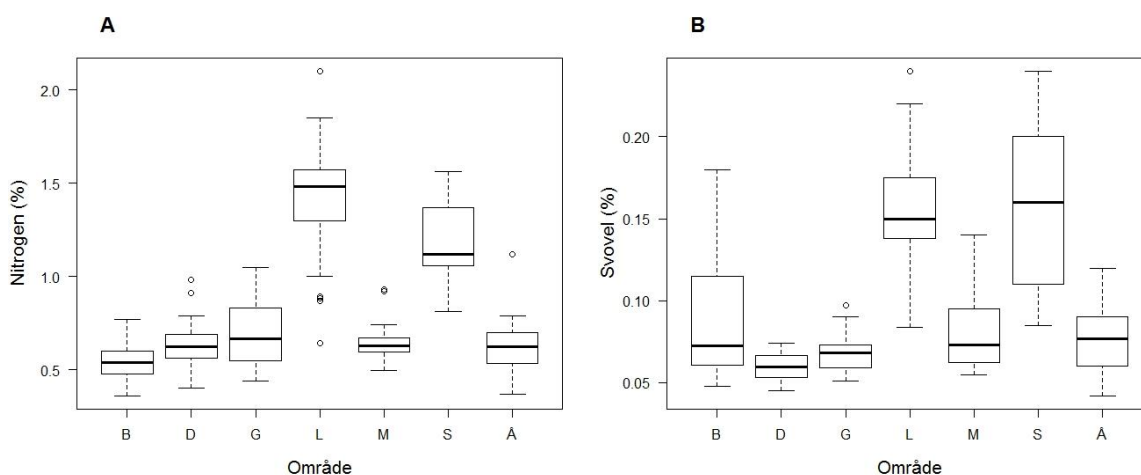 A
Nitrogen (%)
2.0
1.5
1.0
0.5
B D G L M S Å
Område
B
Svovel (%)
0.20
0.15
0.10
0.05
B D G L M S Å
Område